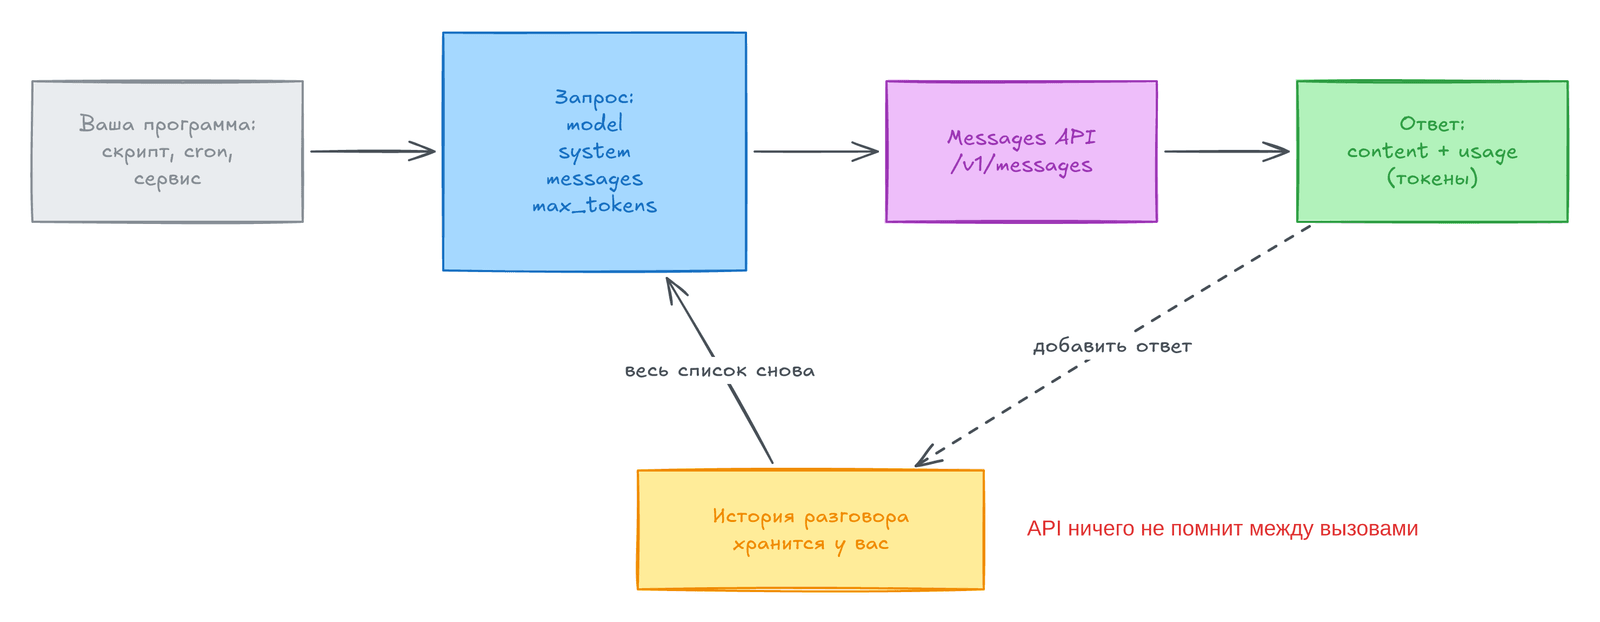 Ваша программа:
скрипт, cron,
сервис
Запрос:
model
system
messages
max_tokens
Messages API
/v1/messages
Ответ:
content + usage
(токены)
добавить ответ
весь список снова
История разговора
хранится у вас
API ничего не помнит между вызовами